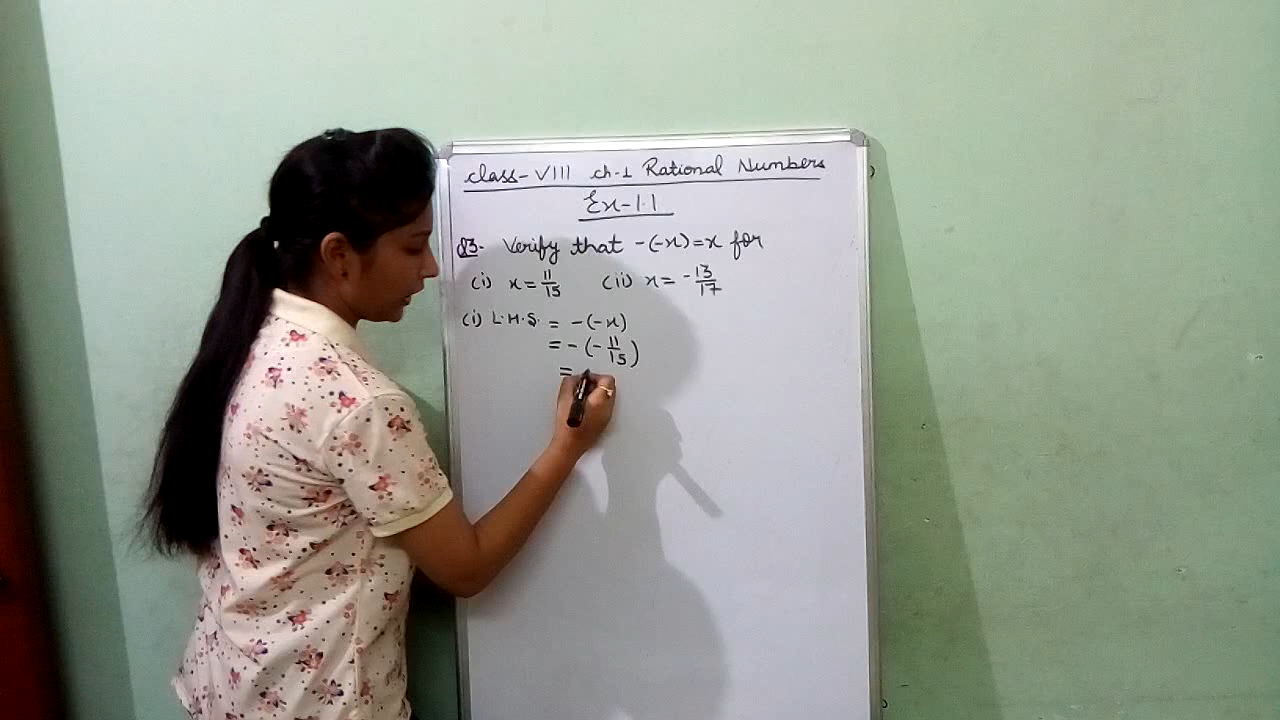 Class-VIII ch-1 Rational Numbers
Ex-1.1
Q3- Verify that -(-x)=x for
(i) x=11/15 (ii) x=-13/17
(i) L.H.S. = -(-x)
= -(-11/15)
=